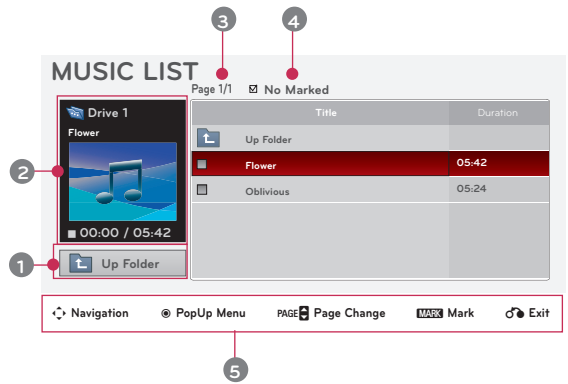 3
4
MUSIC LIST
Page 1/1 No Marked
Drive 1
Flower
00:00 / 05:42
Title Duration
Up Folder
Flower 05:42
Oblivious 05:24
2
1
Up Folder
Navigation PopUp Menu PAGE Page Change MARK Mark Exit
5